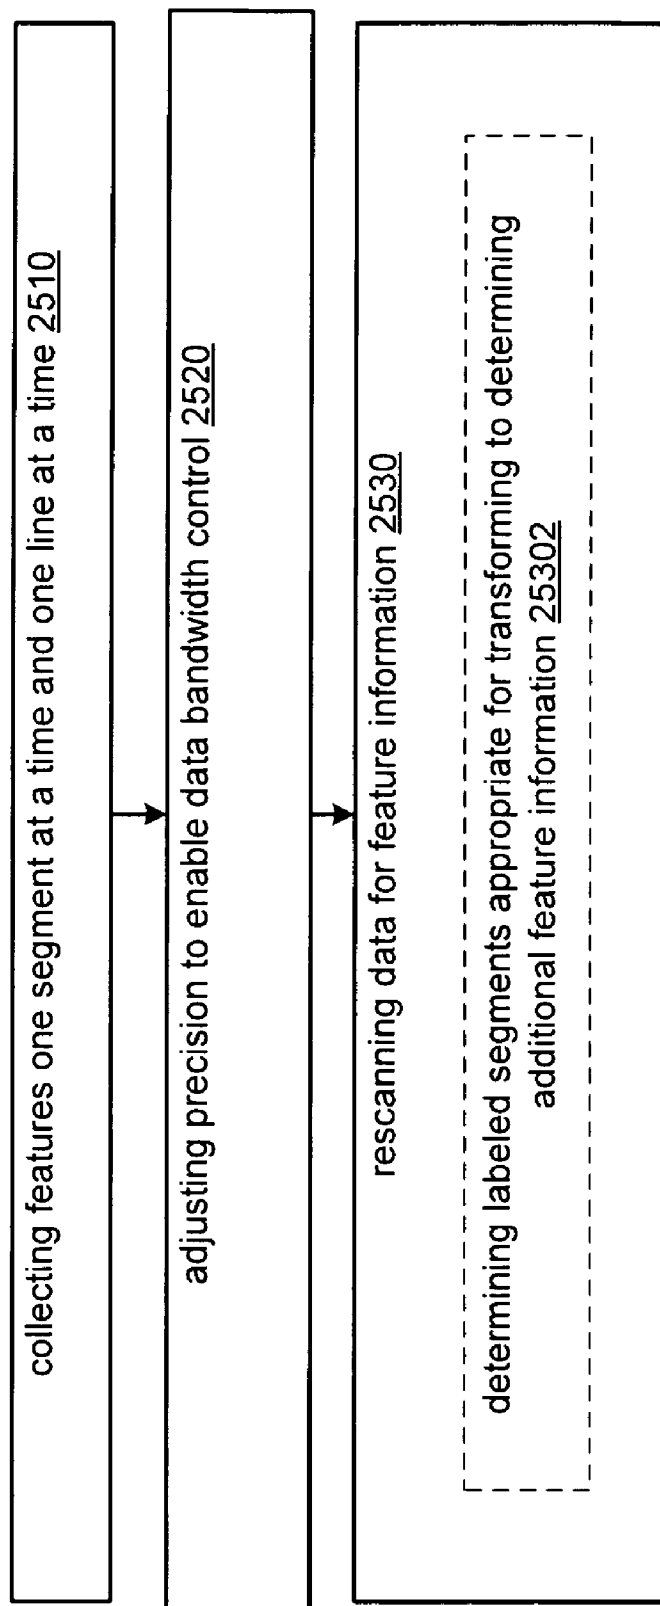 collecting features one segment at a time and one line at a time 2510
adjusting precision to enable data bandwidth control 2520
rescanning data for feature information 2530
determining labeled segments appropriate for transforming to determining
additional feature information 25302